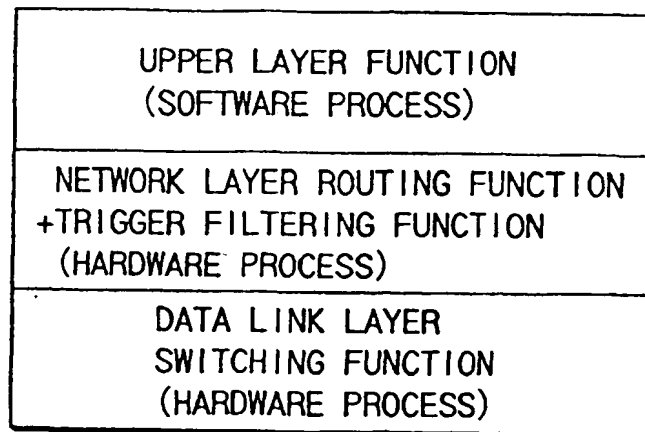 UPPER LAYER FUNCTION
(SOFTWARE PROCESS)
NETWORK LAYER ROUTING FUNCTION
+TRIGGER FILTERING FUNCTION
(HARDWARE PROCESS)
DATA LINK LAYER
SWITCHING FUNCTION
(HARDWARE PROCESS)